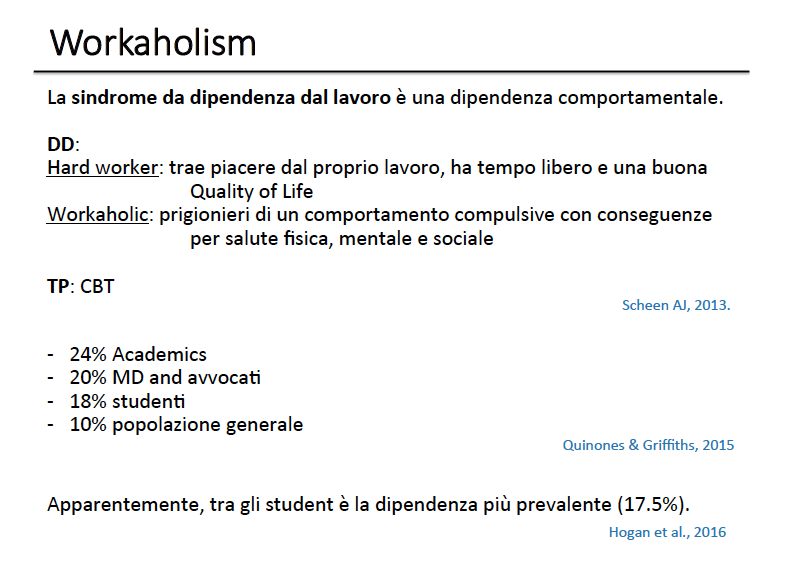 Workaholism
La sindrome da dipendenza dal lavoro è una dipendenza comportamentale.
DD:
Hard worker: trae piacere dal proprio lavoro, ha tempo libero e una buona
Quality of Life
Workaholic: prigionieri di un comportamento compulsive con conseguenze
per salute fisica, mentale e sociale
TP: CBT
Scheen AJ, 2013.
- 24% Academics
- 20% MD and avvocati
- 18% studenti
- 10% popolazione generale
Quinones & Griffiths, 2015
Apparentemente, tra gli student è la dipendenza più prevalente (17.5%).
Hogan et al., 2016